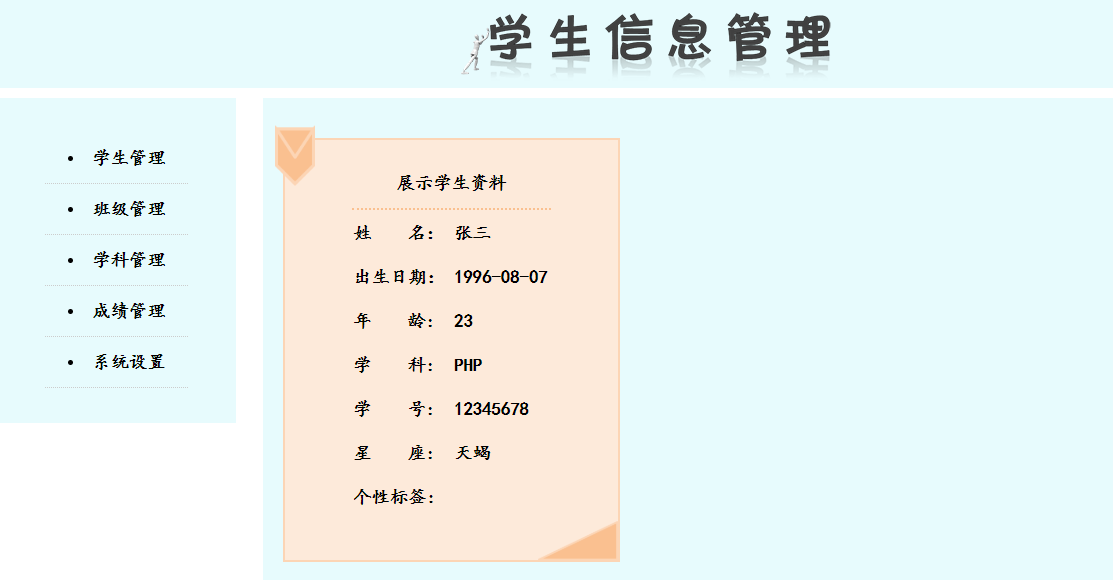 学生信息管理
学生管理
班级管理
学科管理
成绩管理
系统设置
展示学生资料
姓 名： 张三
出生日期： 1996-08-07
年 龄： 23
学 科： PHP
学 号： 12345678
星 座： 天蝎
个性标签：